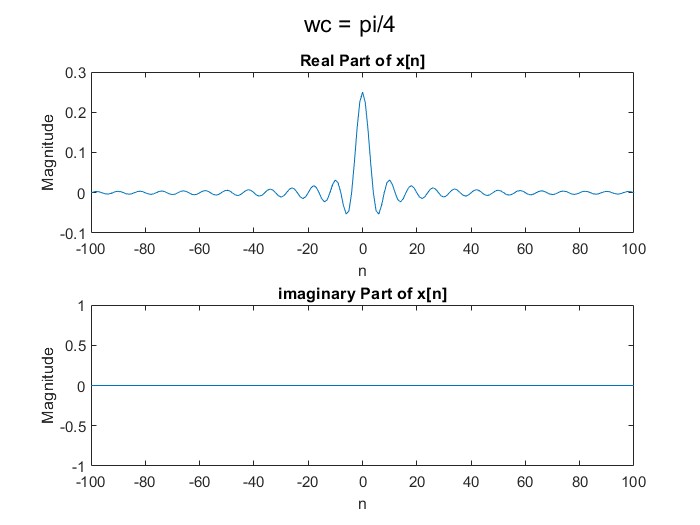 wc = pi/4
Real Part of x[n]
Magnitude
0.3
0.2
0.1
0
-0.1
-100 -80 -60 -40 -20 0 20 40 60 80 100
n
imaginary Part of x[n]
Magnitude
1
0.5
0
-0.5
-1
-100 -80 -60 -40 -20 0 20 40 60 80 100
n